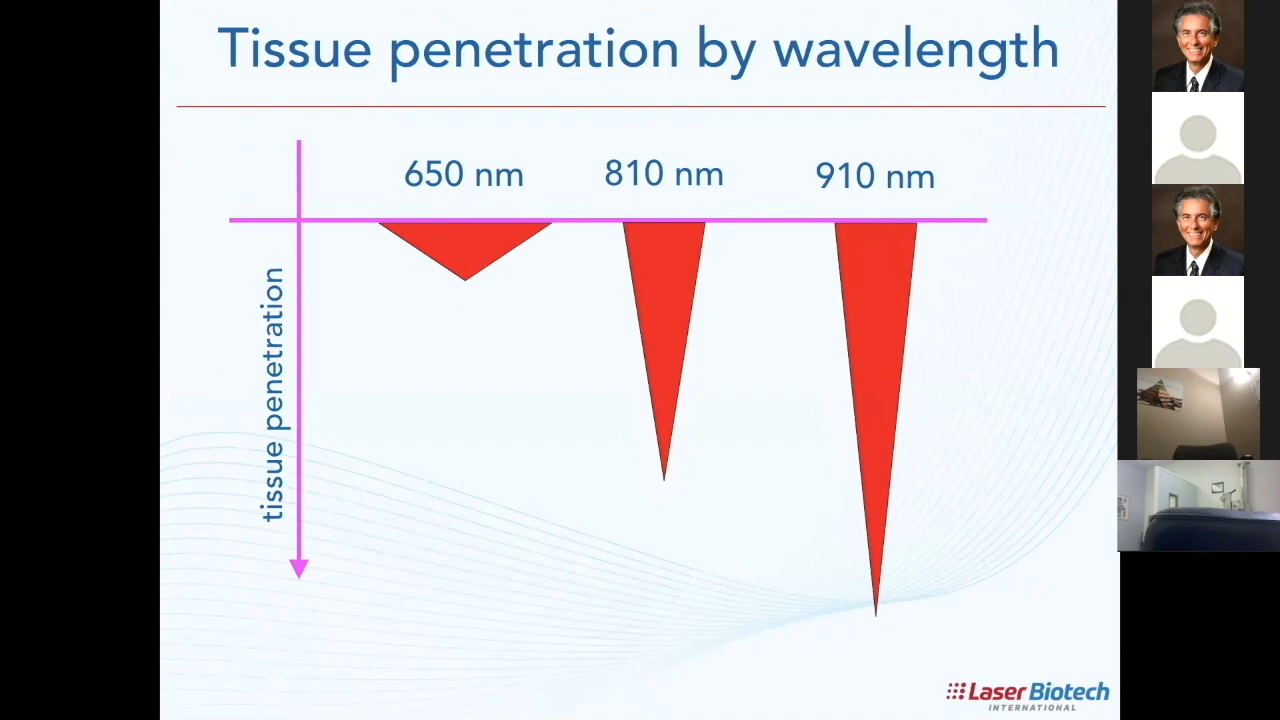 Tissue penetration by wavelength
650 nm
810 nm
910 nm
tissue penetration
Laser Biotech
INTERNATIONAL